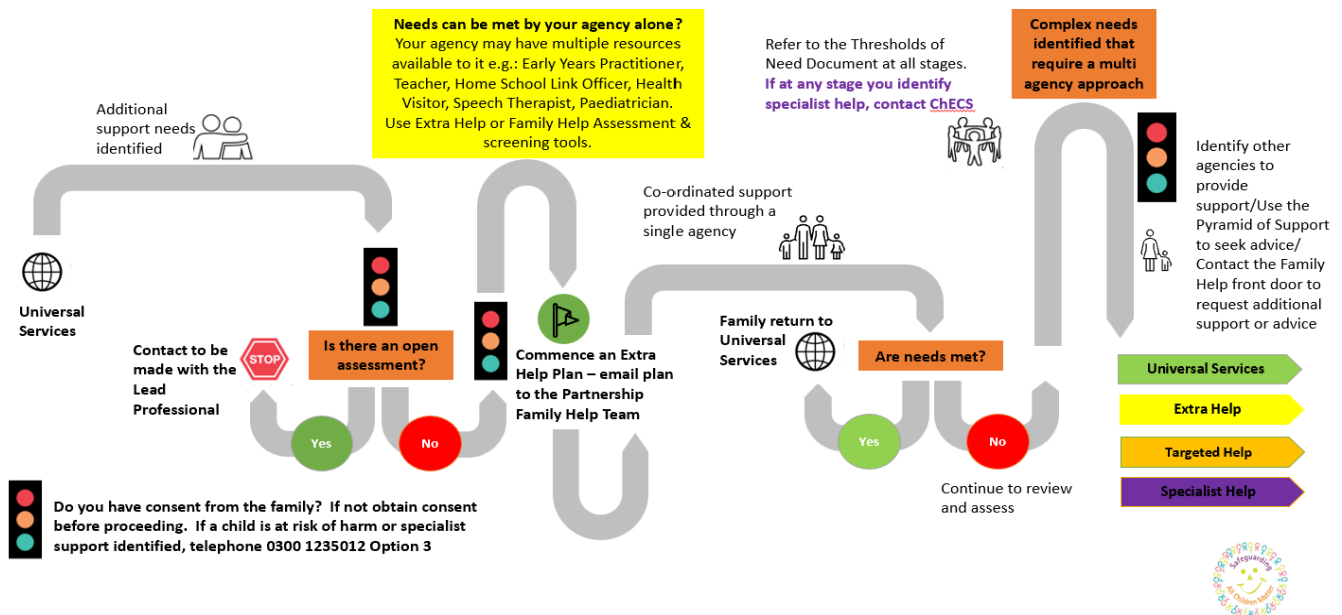 Needs can be met by your agency alone?
Your agency may have multiple resources
available to it e.g.: Early Years Practitioner,
Teacher, Home School Link Officer, Health
Visitor, Speech Therapist, Paediatrician.
Use Extra Help or Family Help Assessment &
screening tools.
Refer to the Thresholds of
Need Document at all stages.
If at any stage you identify
specialist help, contact ChECS
Complex needs
identified that
require a multi
agency approach
Additional
support needs
identified
Identify other
agencies to
provide
support/Use the
Pyramid of Support
to seek advice/
Contact the Family
Help front door to
request additional
support or advice
Co-ordinated support
provided through a
single agency
Universal
Services
Contact to be
made with the
Lead
Professional
STOP
Is there an open
assessment?
Yes
No
Commence an Extra
Help Plan – email plan
to the Partnership
Family Help Team
Family return to
Universal
Services
Are needs met?
Yes
No
Continue to review
and assess
Universal Services
Extra Help
Targeted Help
Specialist Help
Do you have consent from the family? If not obtain consent
before proceeding. If a child is at risk of harm or specialist
support identified, telephone 0300 1235012 Option 3
Safeguarding
All Children Matter